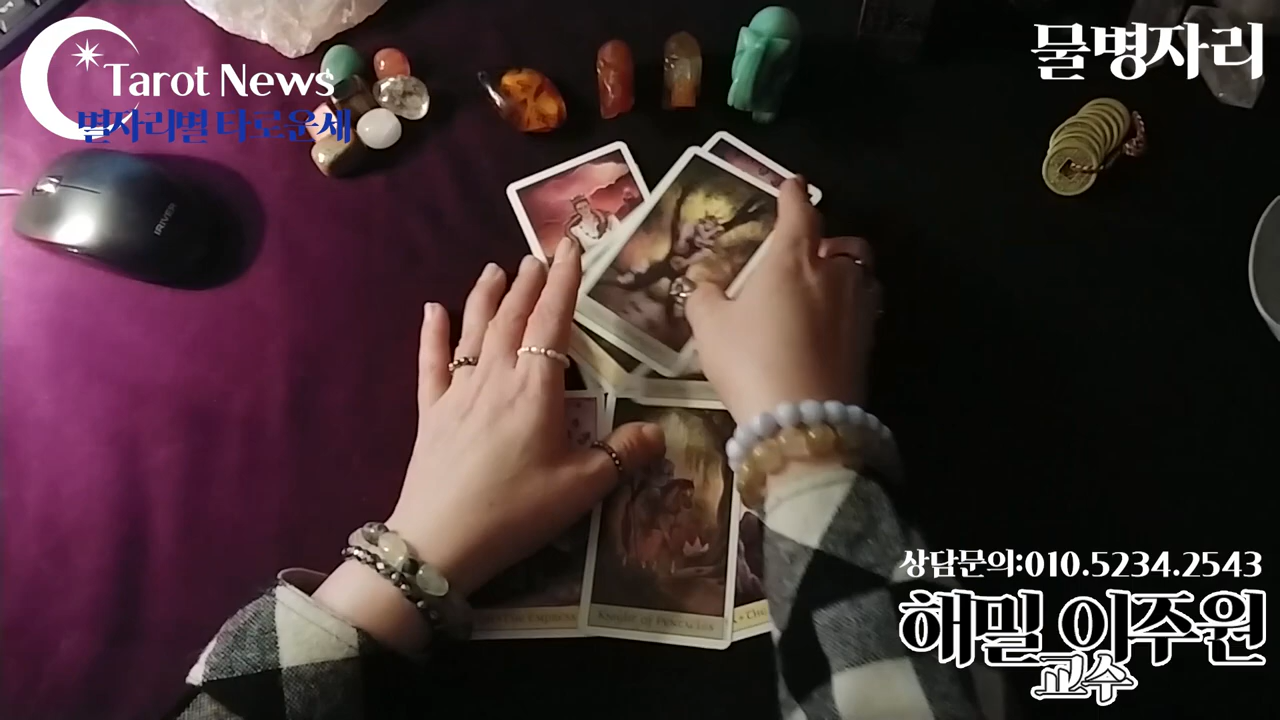 Tarot News
별자리별 타로운세
물병자리
IRIVER
KNIGHT OF PENTACLES
상담문의:010.5234.2543
해밀 이주원
교수